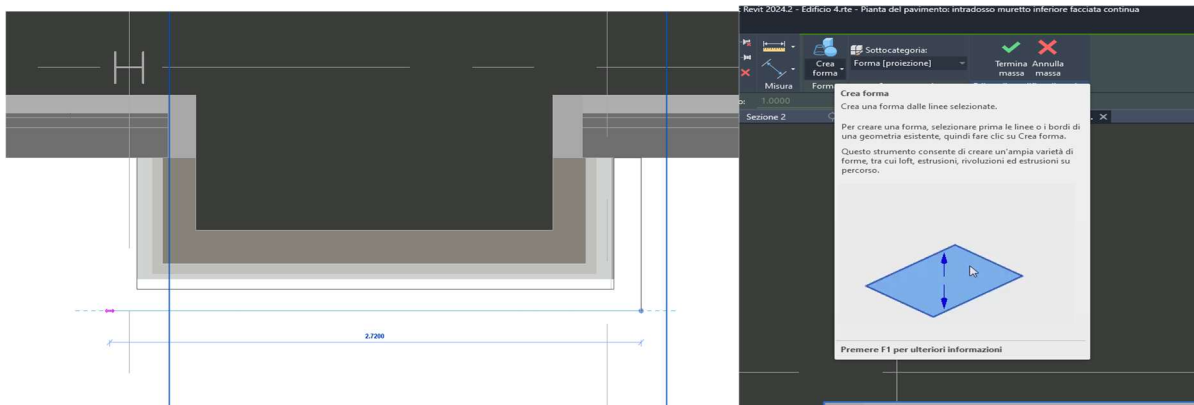 t Revit 2024.2 - Edificio 4.rte - Pianta del pavimento: intradosso muretto inferiore facciata continua
Sottocategoria:
Crea forma
Forma [proiezione]
Termina massa
Annulla massa
Misura
Form
o:
1.0000
Sezione 2
Crea forma
Crea una forma dalle linee selezionate.
Per creare una forma, selezionare prima le linee o i bordi di
una geometria esistente, quindi fare clic su Crea forma.
Questo strumento consente di creare un'ampia varietà di
forme, tra cui loft, estrusioni, rivoluzioni ed estrusioni su
percorso.
Premere F1 per ulteriori informazioni
2.7200